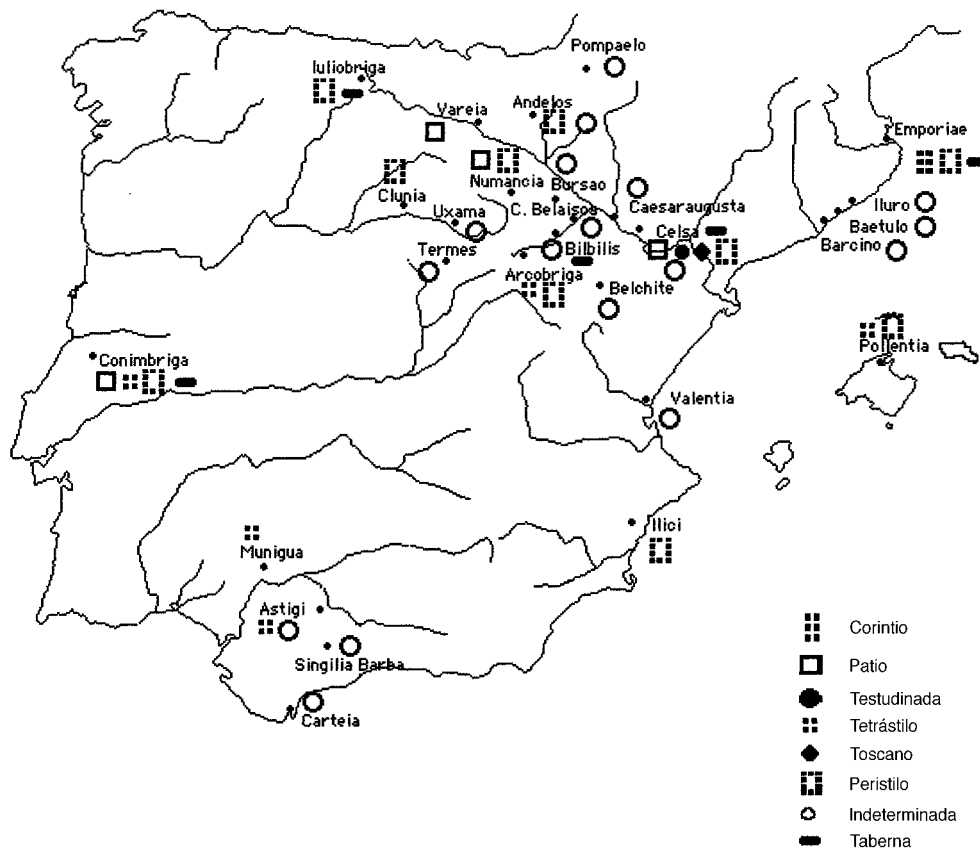 Pompaelo
Iuliobriga
Vareia
Andelos
Emporiae
Numancia
Bursao
Clunia
Iluro
Uxama
C. Belaisos
Caesaraugusta
Baetulo
Celsa
Barcino
Termes
Bilbilis
Arcobriga
Belchite
Pollentia
Conimbriga
Valentia
Ilici
Munigua
Astigi
Singilia Barba
Carteia
Corintio
Patio
Testudinada
Tetrástilo
Toscano
Peristilo
Indeterminada
Taberna